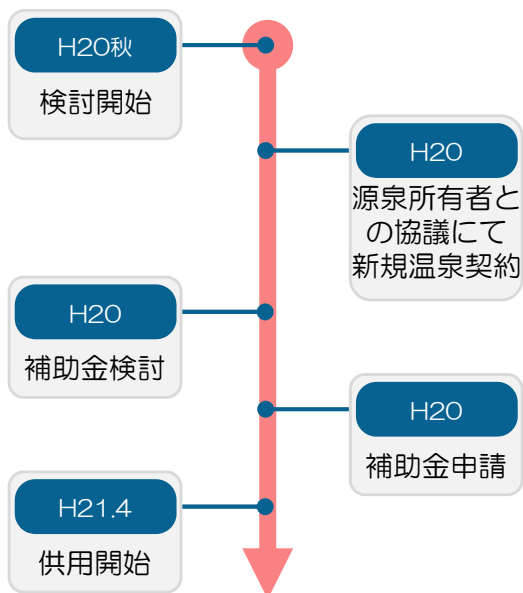 H20秋
検討開始
H20
源泉所有者と
の協議にて
新規温泉契約
H20
補助金検討
H20
補助金申請
H21.4
供用開始